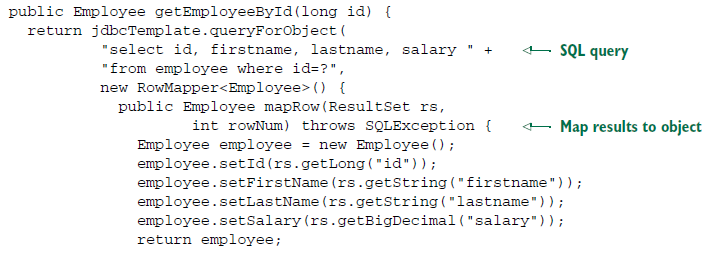 public Employee getEmployeeById(long id) {
return jdbcTemplate.queryForObject(
"select id, firstname, lastname, salary " + SQL query
"from employee where id=?",
new RowMapper<Employee>() {
public Employee mapRow(ResultSet rs,
int rowNum) throws SQLException { Map results to object
Employee employee = new Employee();
employee.setId(rs.getLong("id"));
employee.setFirstName(rs.getString("firstname"));
employee.setLastName(rs.getString("lastname"));
employee.setSalary(rs.getBigDecimal("salary"));
return employee;